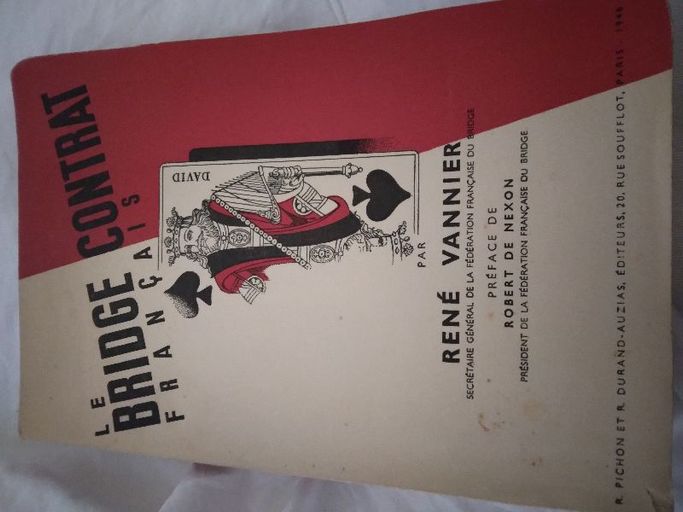 LE
BRIDGE CONTRAT
FRANÇAIS
DAVID
PAR
RENÉ VANNIER
SECRÉTAIRE GÉNÉRAL DE LA FÉDÉRATION FRANÇAISE DU BRIDGE
PRÉFACE DE
ROBERT DE NEXON
PRÉSIDENT DE LA FÉDÉRATION FRANÇAISE DU BRIDGE
R. PICHON ET R. DURAND-AUZIAS, ÉDITEURS, 20, RUE SOUFFLOT, PARIS - 1946